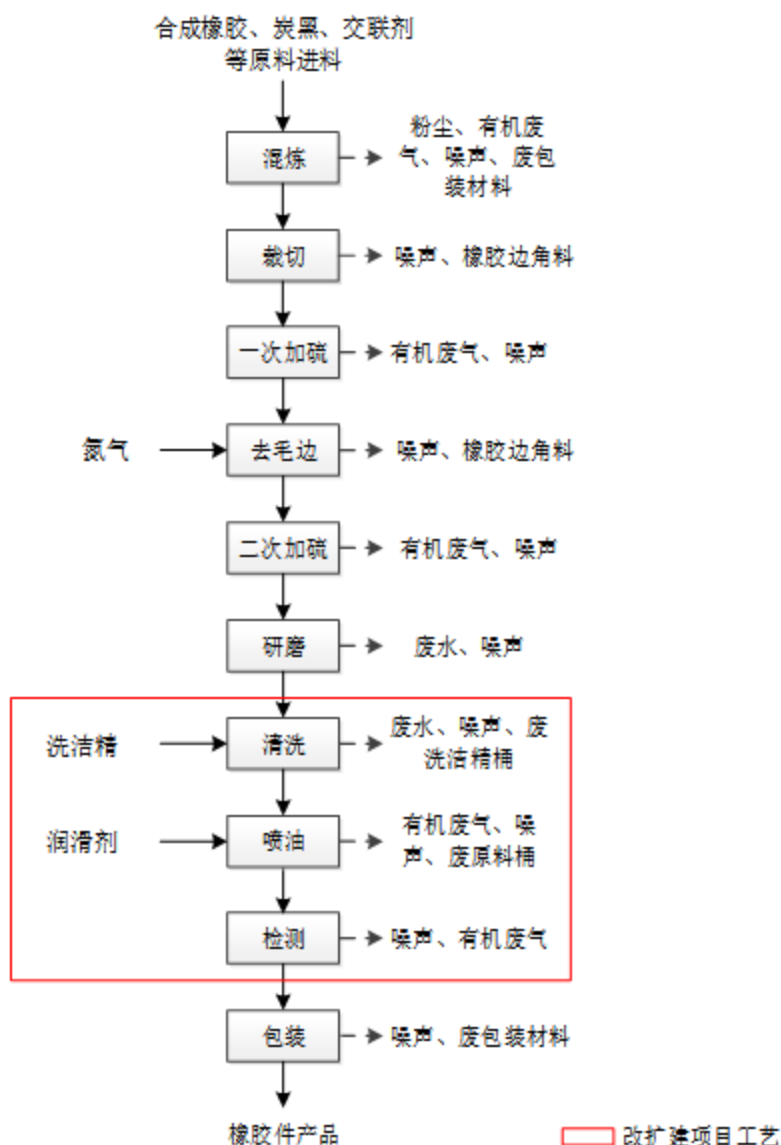 合成橡胶、炭黑、交联剂
等原料进料
混炼
粉尘、有机废
气、噪声、废包
装材料
裁切
噪声、橡胶边角料
一次加硫
有机废气、噪声
氮气
去毛边
噪声、橡胶边角料
二次加硫
有机废气、噪声
研磨
废水、噪声
洗洁精
清洗
废水、噪声、废
洗洁精桶
润滑剂
喷油
有机废气、噪
声、废原料桶
检测
噪声、有机废气
包装
噪声、废包装材料
橡胶件产品
改扩建项目工艺